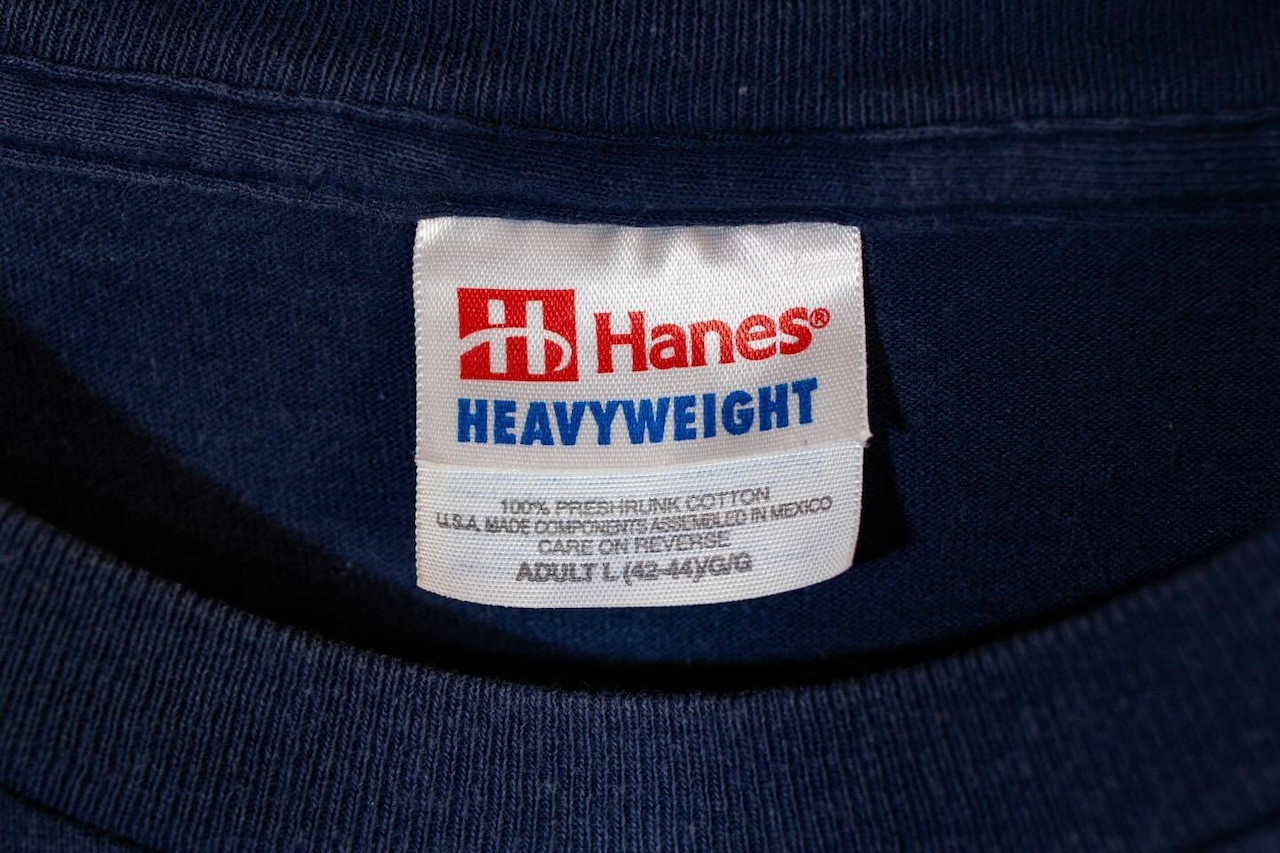 H Hanes®
HEAVYWEIGHT
100% PRESHRUNK COTTON
U.S.A. MADE COMPONENTS ASSEMBLED IN MEXICO
CARE ON REVERSE
ADULT L (42-44)/G/G